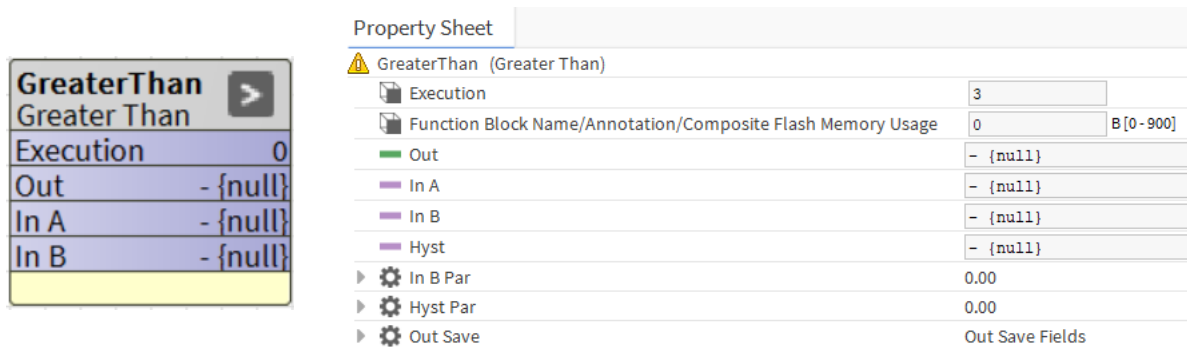 GreaterThan
Greater Than
Execution 0
Out - {null}
In A - {null}
In B - {null}
Property Sheet
GreaterThan (Greater Than)
Execution 3
Function Block Name/Annotation/Composite Flash Memory Usage 0 B [0 - 900]
Out - {null}
In A - {null}
In B - {null}
Hyst - {null}
In B Par 0.00
Hyst Par 0.00
Out Save Out Save Fields